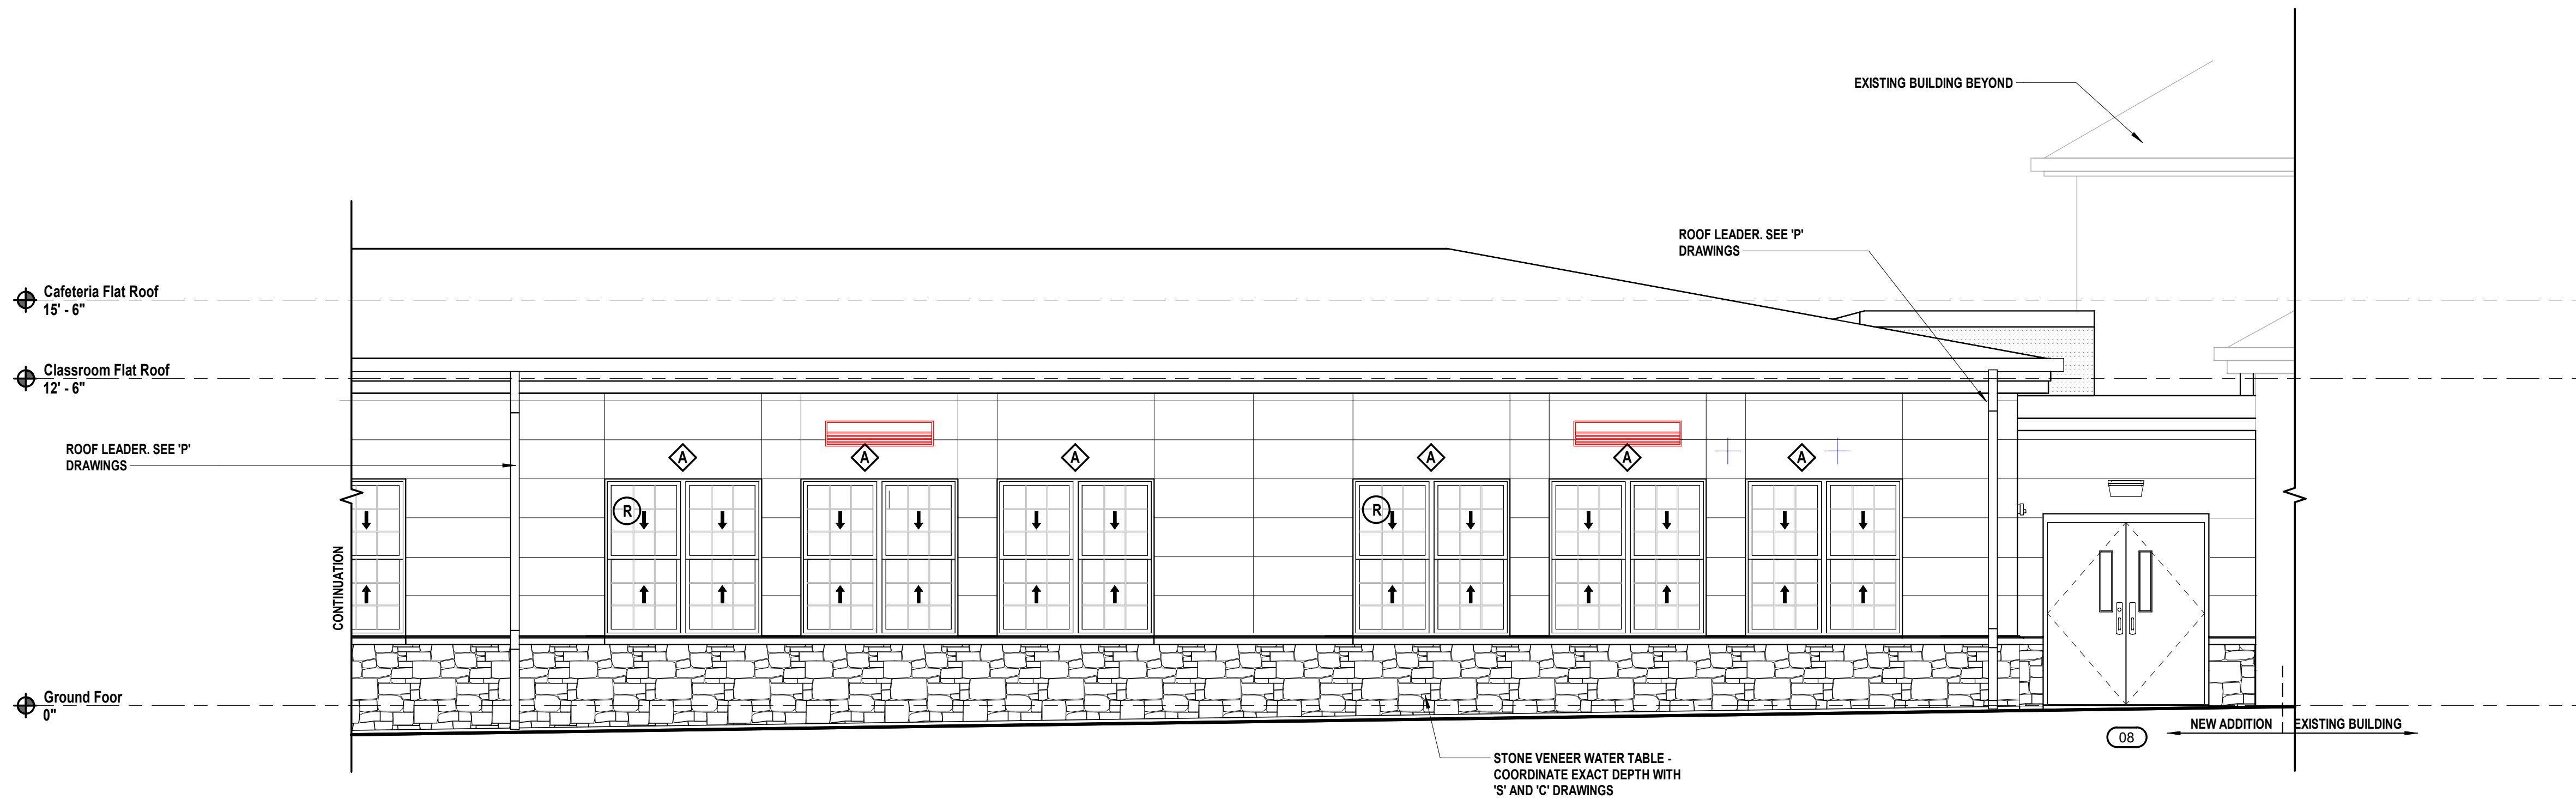 EXISTING BUILDING BEYOND
ROOF LEADER. SEE 'P'
DRAWINGS
Cafeteria Flat Roof
15' - 6"
Classroom Flat Roof
12' - 6"
ROOF LEADER. SEE 'P'
DRAWINGS
A
A
A
A
A
A
R
R
CONTINUATION
Ground Foor
0"
NEW ADDITION
EXISTING BUILDING
08
STONE VENEER WATER TABLE -
COORDINATE EXACT DEPTH WITH
'S' AND 'C' DRAWINGS